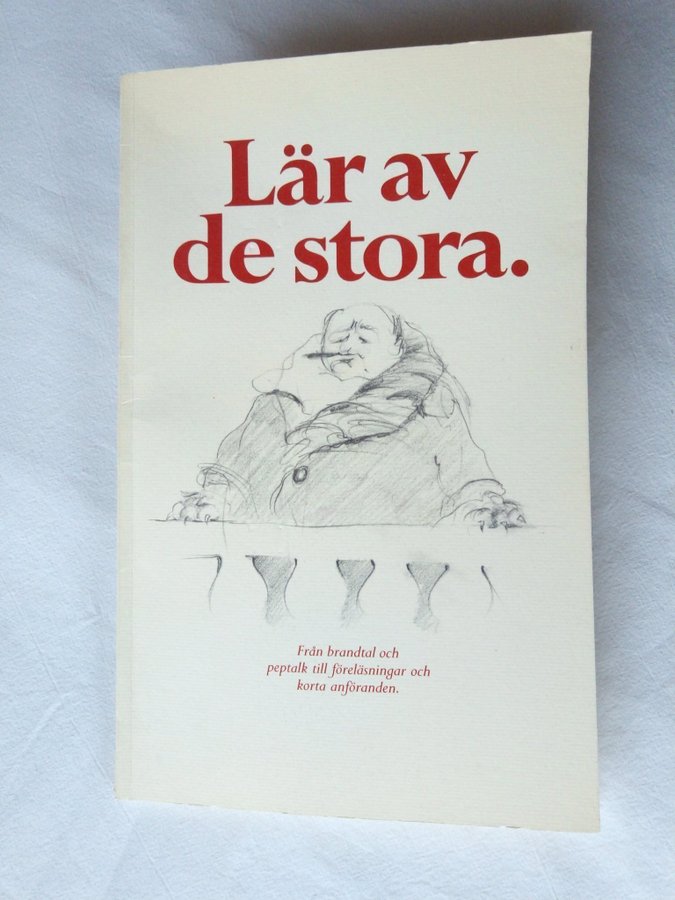 Lär av
de stora.
Från brandtal och
peptalk till föreläsningar och
korta anföranden.